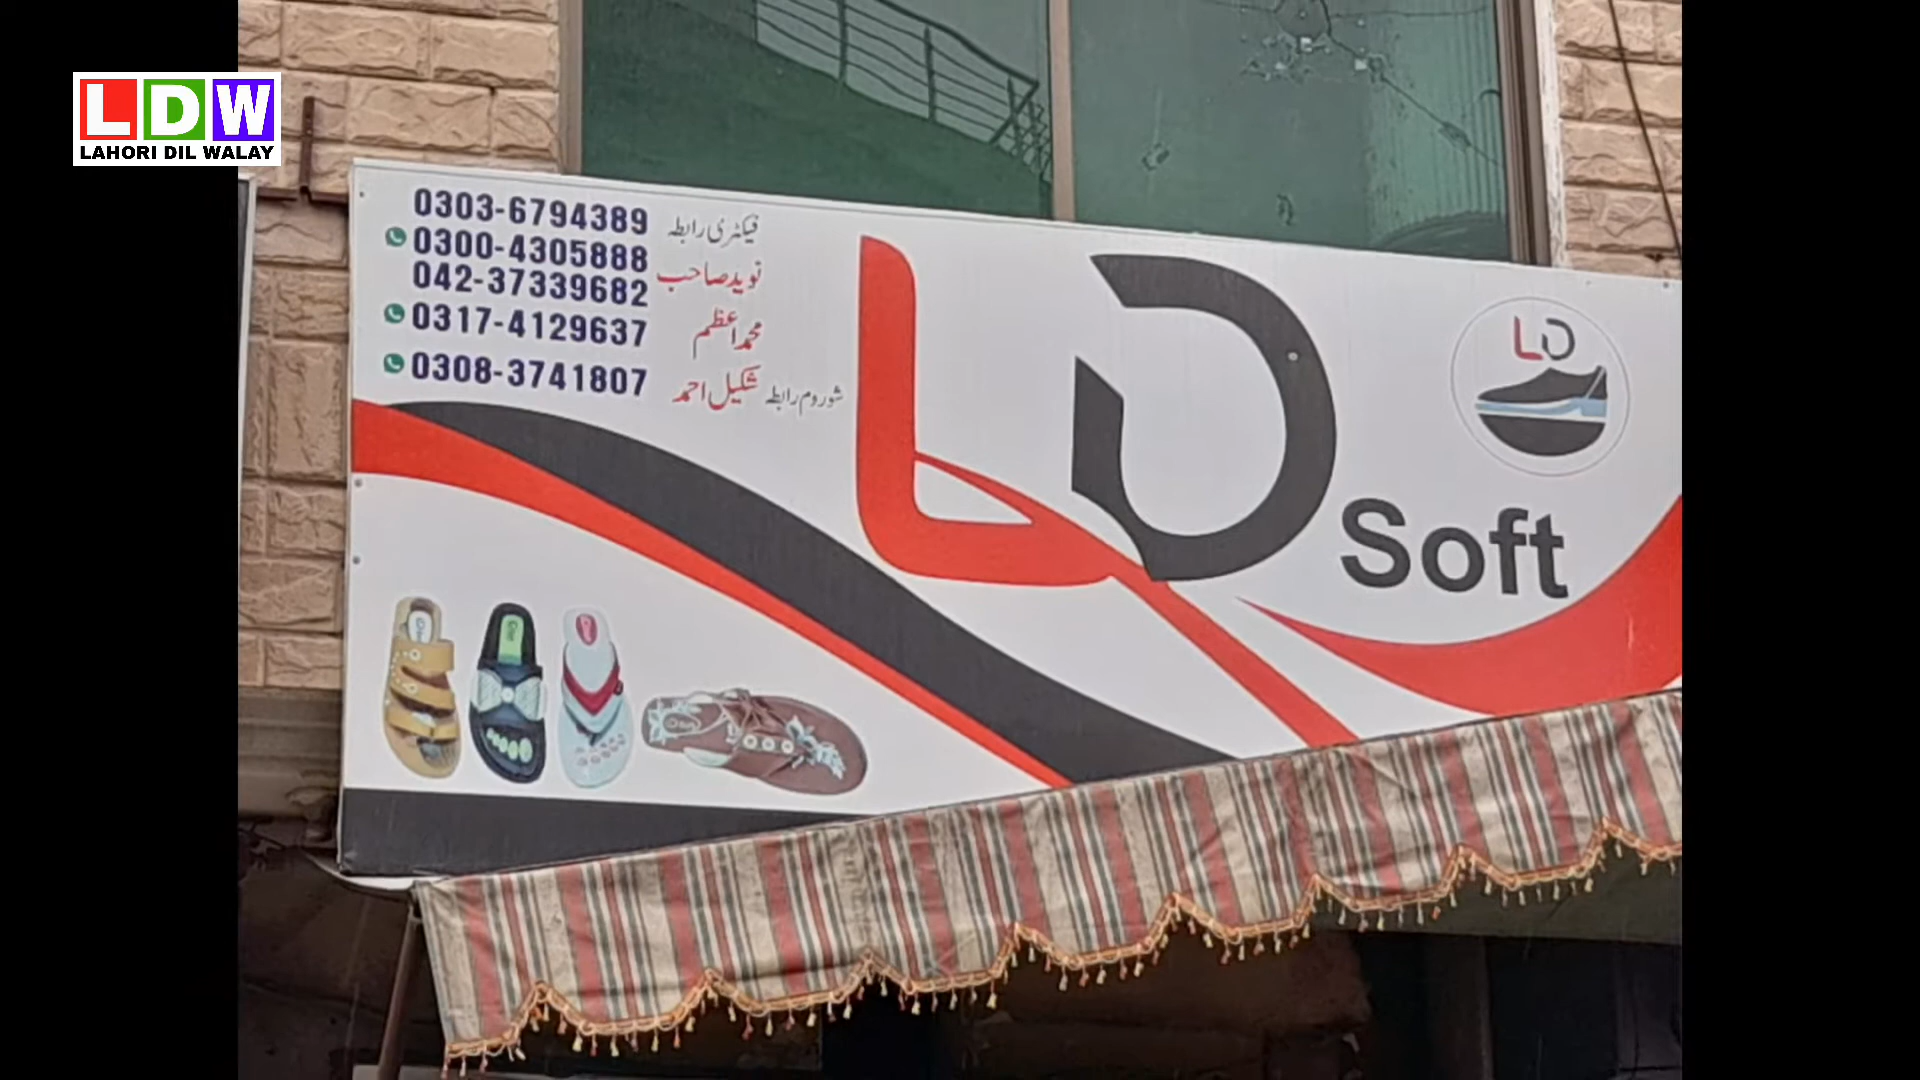 LDW
LAHORI DIL WALAY
0303-6794389 فیکٹری رابطہ
0300-4305888
042-37339682 نوید صاحب
0317-4129637 محمد اعظم
0308-3741807 شکیل احمد شوروم رابطہ
LD
Soft
LD